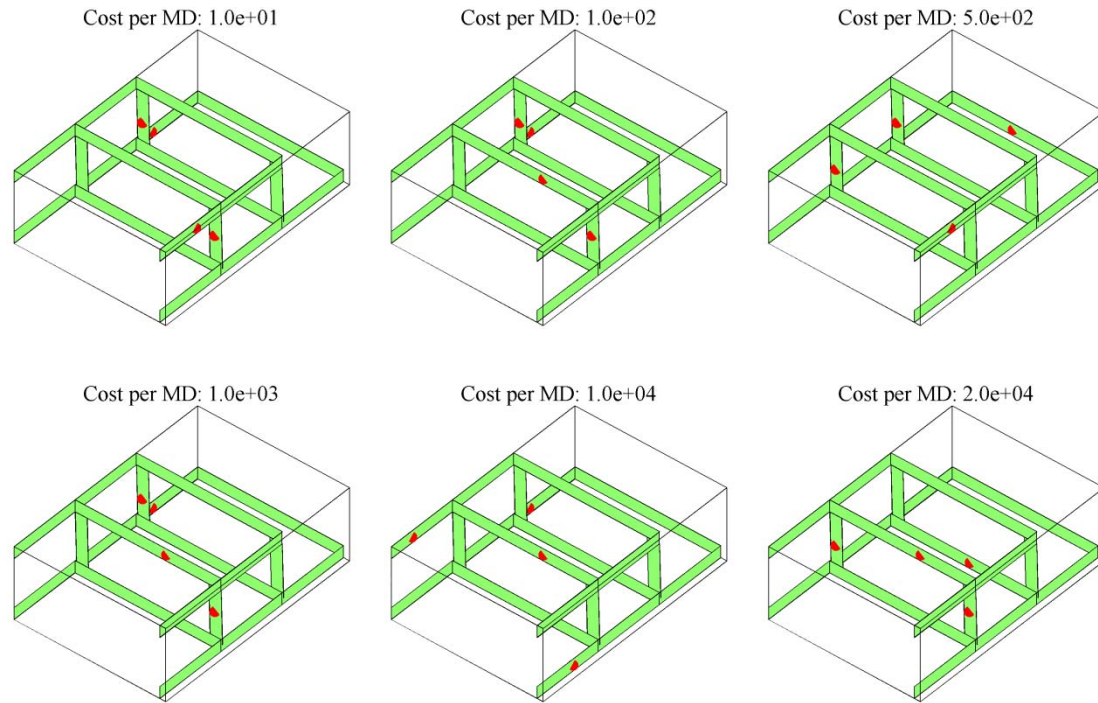 Cost per MD: 1.0e+01
Cost per MD: 1.0e+02
Cost per MD: 5.0e+02
Cost per MD: 1.0e+03
Cost per MD: 1.0e+04
Cost per MD: 2.0e+04